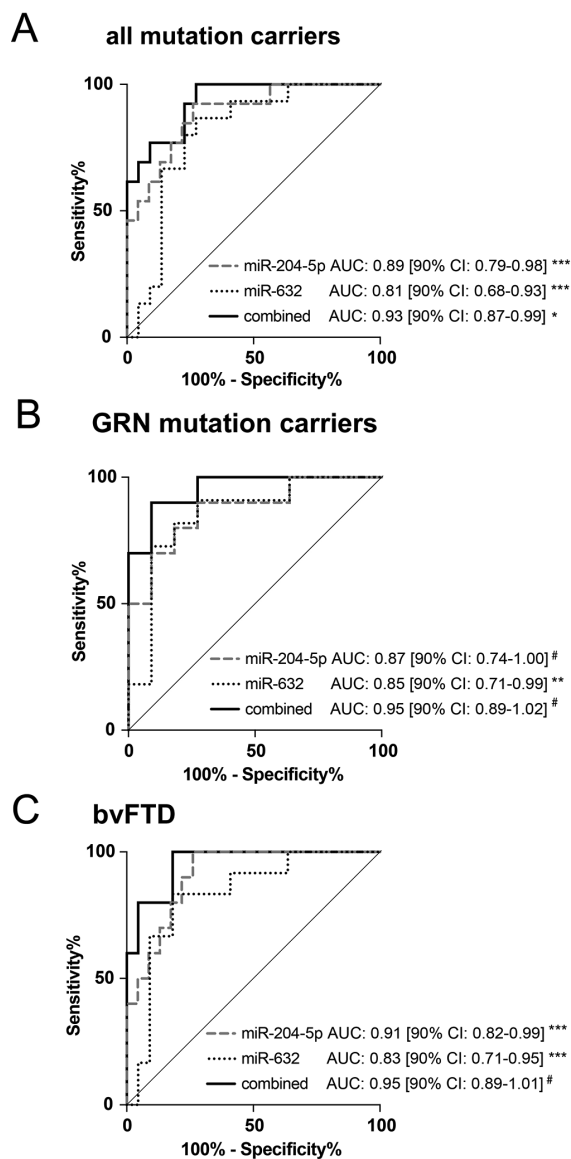 A
all mutation carriers
100
50
0
Sensitivity%
miR-204-5p AUC: 0.89 [90% CI: 0.79-0.98] ***
miR-632 AUC: 0.81 [90% CI: 0.68-0.93] ***
combined AUC: 0.93 [90% CI: 0.87-0.99] *
0 50 100
100% - Specificity%
B
GRN mutation carriers
100
50
0
Sensitivity%
miR-204-5p AUC: 0.87 [90% CI: 0.74-1.00] #
miR-632 AUC: 0.85 [90% CI: 0.71-0.99] **
combined AUC: 0.95 [90% CI: 0.89-1.02] #
0 50 100
100% - Specificity%
C
bvFTD
100
50
0
Sensitivity%
miR-204-5p AUC: 0.91 [90% CI: 0.82-0.99] ***
miR-632 AUC: 0.83 [90% CI: 0.71-0.95] ***
combined AUC: 0.95 [90% CI: 0.89-1.01] #
0 50 100
100% - Specificity%